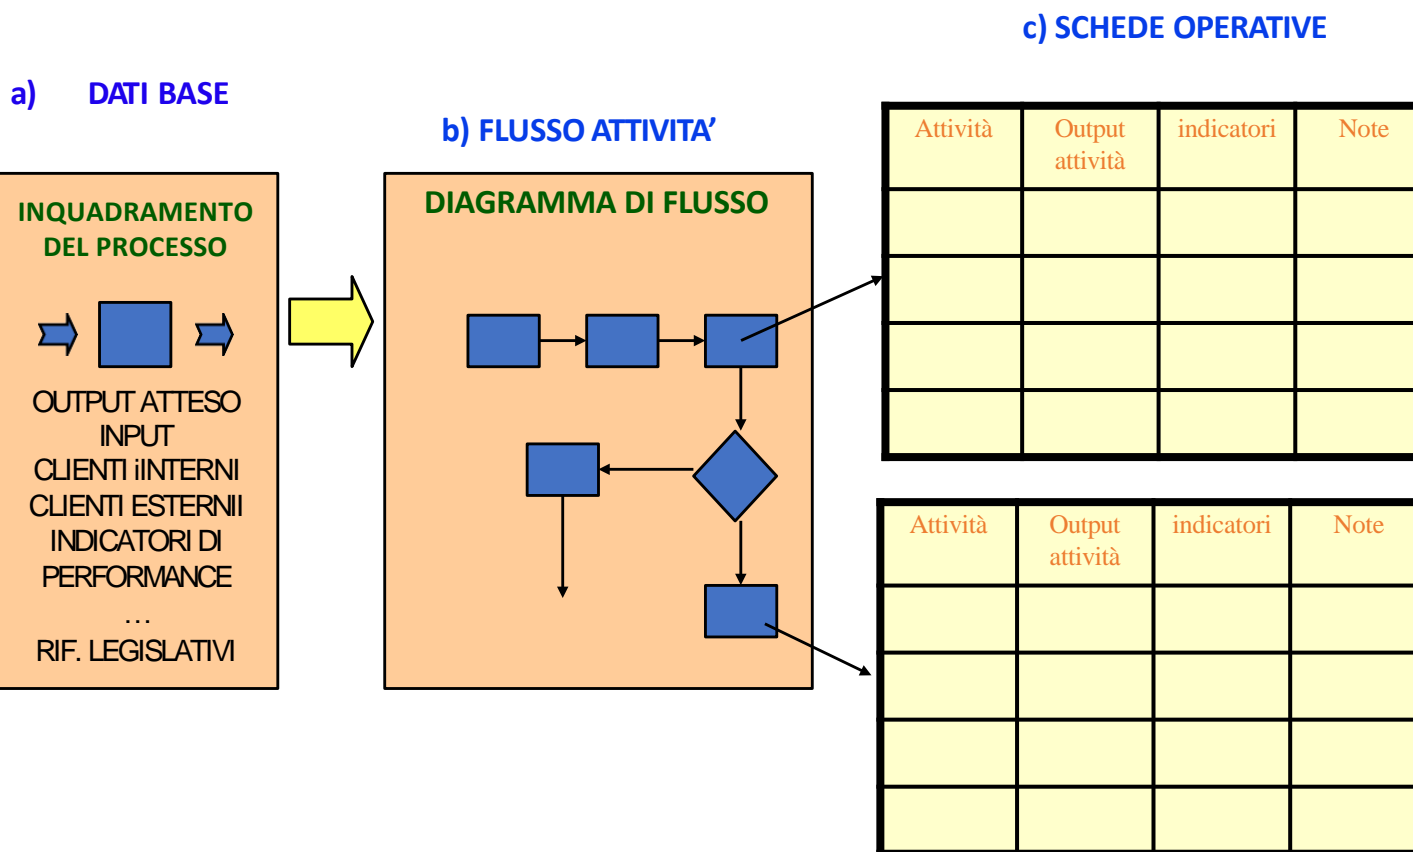 c) SCHEDE OPERATIVE
a) DATI BASE
b) FLUSSO ATTIVITA’
INQUADRAMENTO
DEL PROCESSO
OUTPUT ATTESO
INPUT
CLIENTI iINTERNI
CLIENTI ESTERNII
INDICATORI DI
PERFORMANCE
…
RIF. LEGISLATIVI
DIAGRAMMA DI FLUSSO
Attività Output indicatori Note
attività
Attività Output indicatori Note
attività